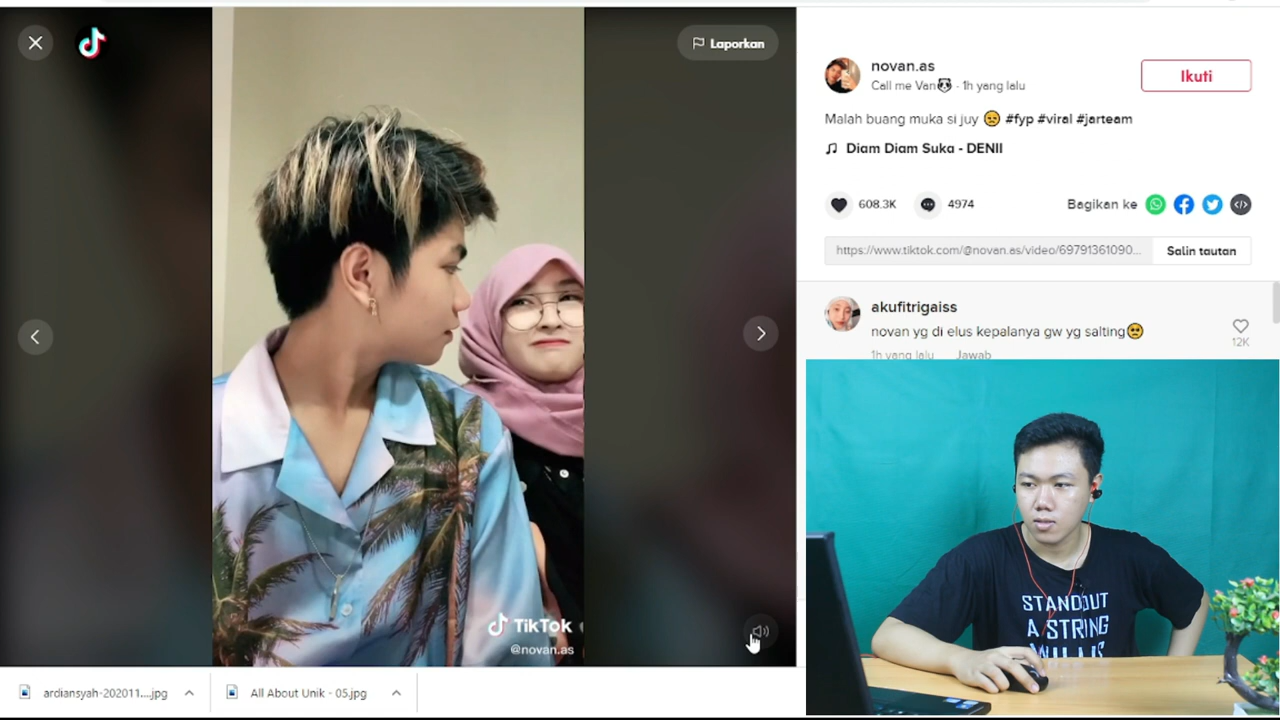 Laporkan
TikTok
@novan.as
novan.as
Call me Van🐼 · 1h yang lalu
Ikuti
Malah buang muka si juy 😣 #fyp #viral #jarteam
♫ Diam Diam Suka - DENII
608.3K
4974
Bagikan ke
https://www.tiktok.com/@novan.as/video/69791361090...
Salin tautan
akufitrigaiss
novan yg di elus kepalanya gw yg salting🥺
12K
1h yang lalu Jawab
STANDOUT
A STRING
ardiansyah-202011....jpg
All About Unik - 05.jpg